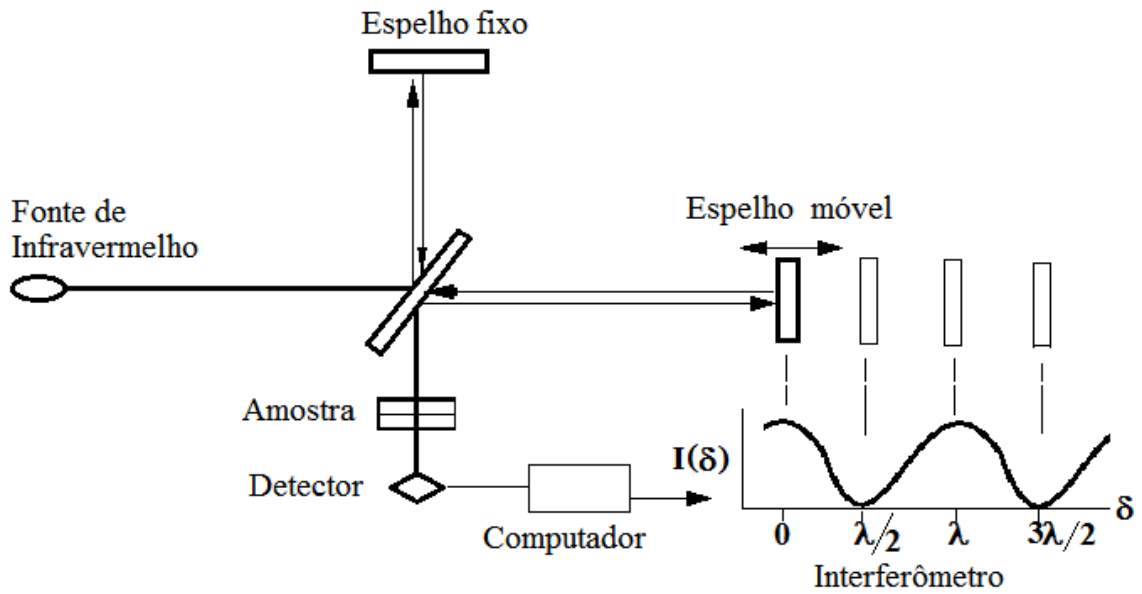 Espelho fixo
Fonte de
Infravermelho
Espelho móvel
Amostra
I(δ)
Detector
δ
0 λ/2 λ 3λ/2
Computador
Interferômetro